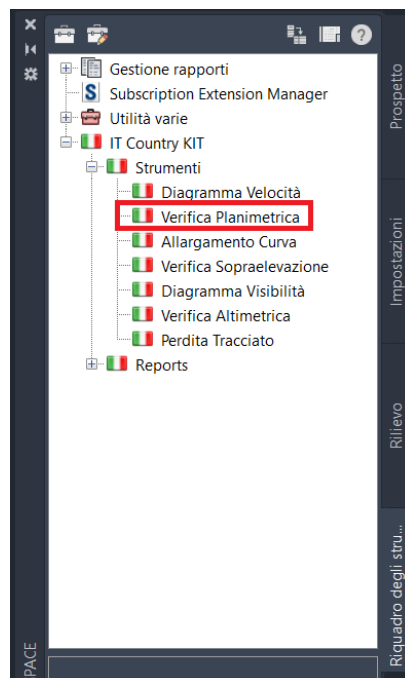 Gestione rapporti
S Subscription Extension Manager
Utilità varie
IT Country KIT
Strumenti
Diagramma Velocità
Verifica Planimetrica
Allargamento Curva
Verifica Sopraelevazione
Diagramma Visibilità
Verifica Altimetrica
Perdita Tracciato
Reports
Prospetto
Impostazioni
Rilievo
Riquadro degli stru...
PACE